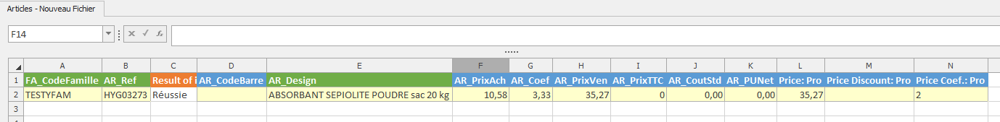 Articles - Nouveau Fichier
F14
fx
A B C D E F G H I J K L M N
1 FA_CodeFamille AR_Ref Result of i AR_CodeBarre AR_Design AR_PrixAch AR_Coef AR_PrixVen AR_PrixTTC AR_CoutStd AR_PUNet Price: Pro Price Discount: Pro Price Coef.: Pro
2 TESTYFAM HYG03273 Réussie ABSORBANT SEPIOLITE POUDRE sac 20 kg 10,58 3,33 35,27 0 0,00 0,00 35,27 2
3